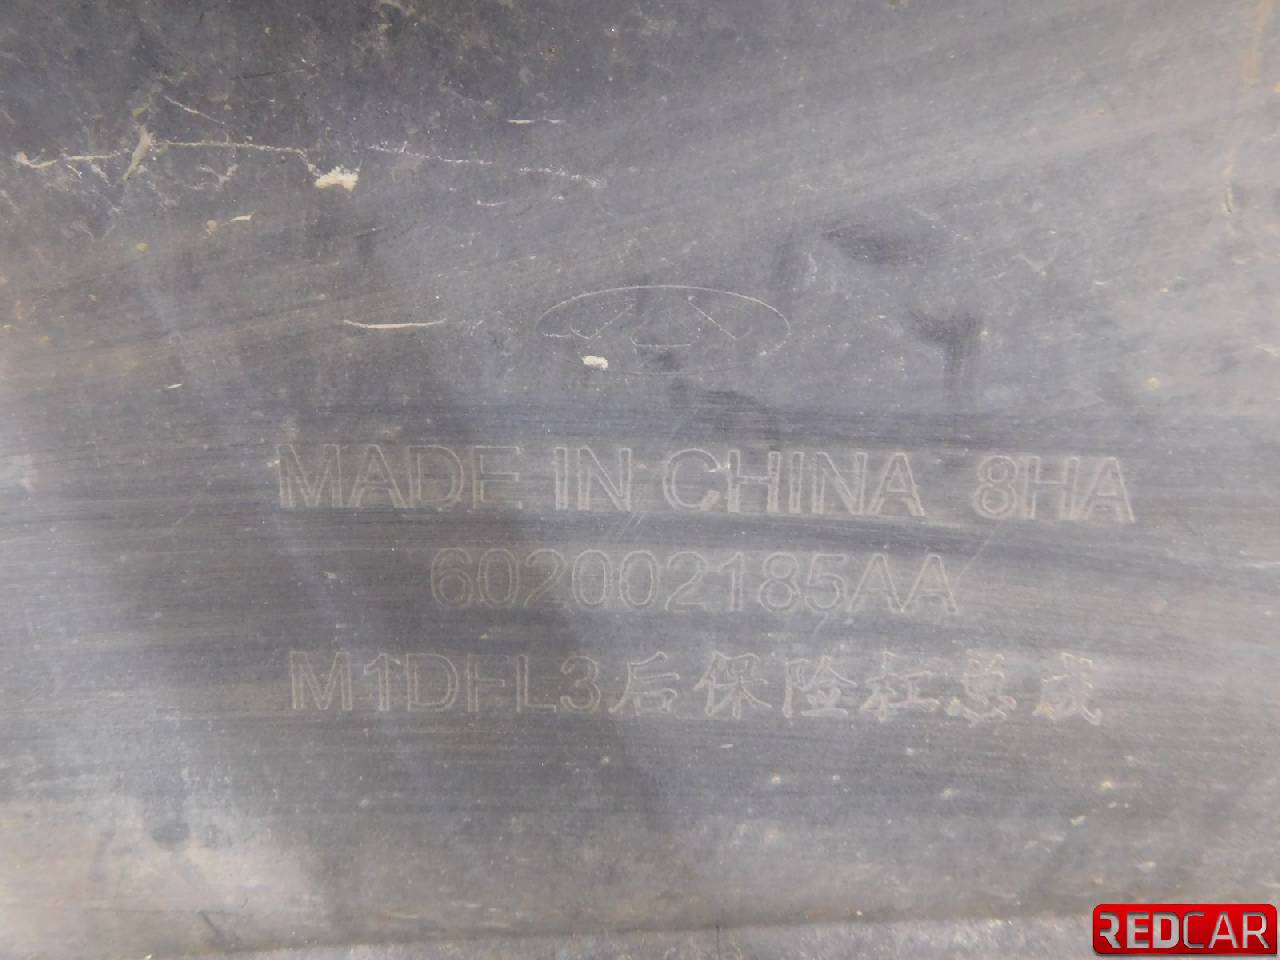 MADE IN CHINA 8HA
602002185AA
M1DFL3后保险杠总成
REDCAR